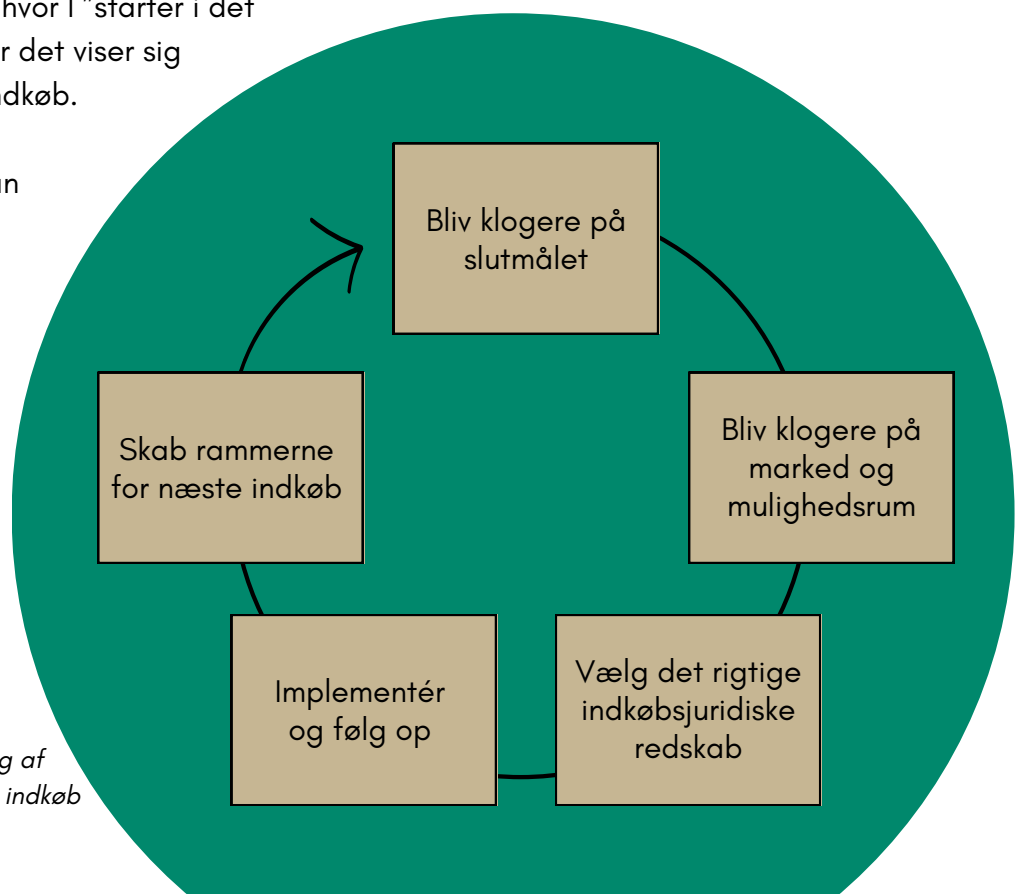 hvor I "starter i det
r det viser sig
ndkøb.
n
Bliv klogere på
slutmålet
Bliv klogere på
marked og
mulighedsrum
Vælg det rigtige
indkøbsjuridiske
redskab
Implementér
og følg op
Skab rammerne
for næste indkøb
g af
indkøb